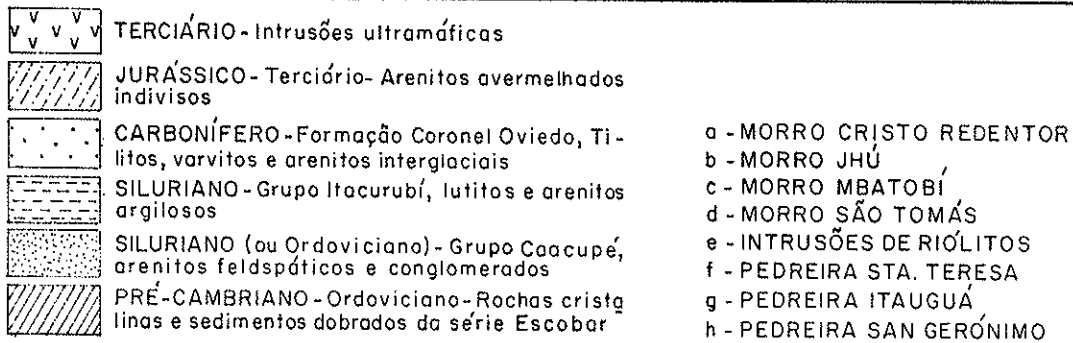 TERCIÁRIO - Intrusões ultramáficas
JURÁSSICO - Terciário - Arenitos avermelhados
indivisos
CARBONÍFERO - Formação Coronel Oviedo, Ti-
litos, varvitos e arenitos interglaciais
SILURIANO - Grupo Itacurubí, lutitos e arenitos
argilosos
SILURIANO (ou Ordoviciano) - Grupo Caacupé,
arenitos feldspáticos e conglomerados
PRÉ-CAMBRIANO - Ordoviciano - Rochas crista
linas e sedimentos dobrados da série Escobar
a - MORRO CRISTO REDENTOR
b - MORRO JHÚ
c - MORRO MBATOBÍ
d - MORRO SÃO TOMÁS
e - INTRUSÕES DE RIÓLITOS
f - PEDREIRA STA. TERESA
g - PEDREIRA ITAUGUÁ
h - PEDREIRA SAN GERÓNIMO